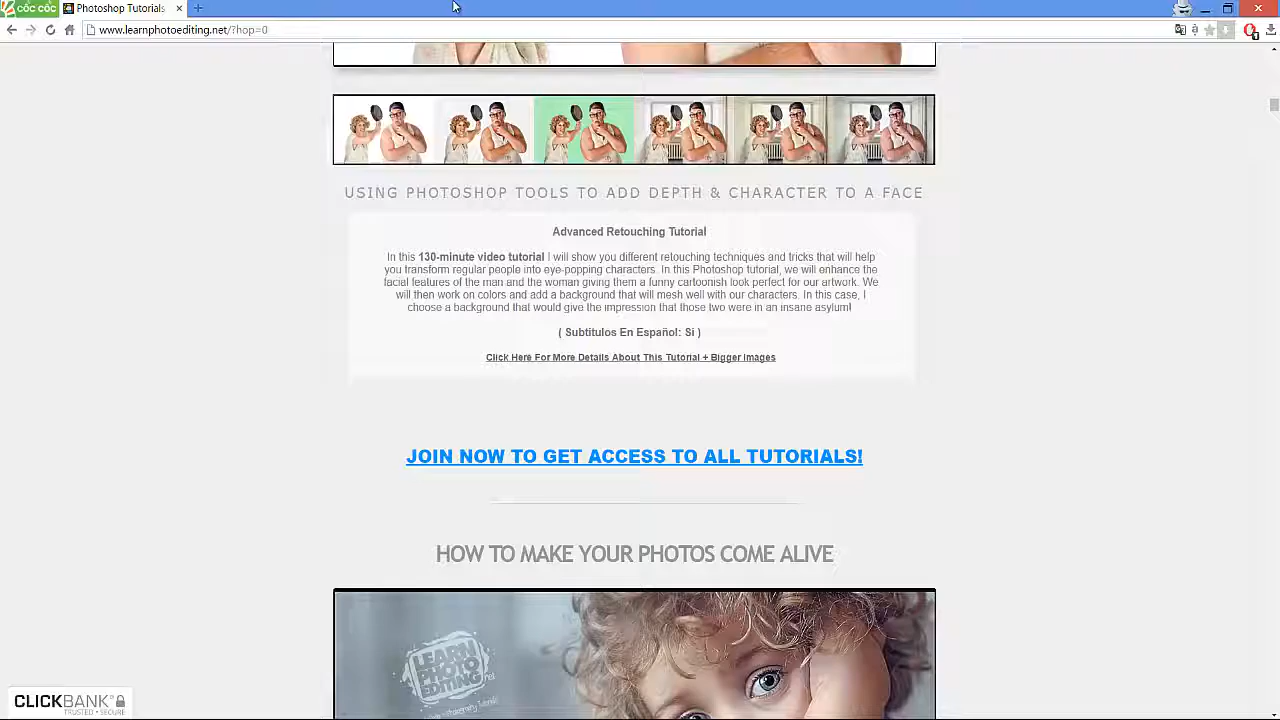 cốc cốc
Photoshop Tutorials
www.learnphotoediting.net/?hop=0
USING PHOTOSHOP TOOLS TO ADD DEPTH & CHARACTER TO A FACE
Advanced Retouching Tutorial
In this 130-minute video tutorial I will show you different retouching techniques and tricks that will help
you transform regular people into eye-popping characters. In this Photoshop tutorial, we will enhance the
facial features of the man and the woman giving them a funny cartoonish look perfect for our artwork. We
will then work on colors and add a background that will mesh well with our characters. In this case, I
choose a background that would give the impression that those two were in an insane asylum!
( Subtitulos En Español: Si )
Click Here For More Details About This Tutorial + Bigger Images
JOIN NOW TO GET ACCESS TO ALL TUTORIALS!
HOW TO MAKE YOUR PHOTOS COME ALIVE
LEARN
PHOTO
EDITING.net
CLICKBANK
TRUSTED • SECURE